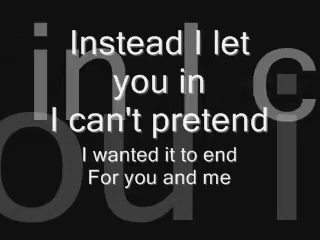 Instead I let
you in
I can't pretend
I wanted it to end
For you and me